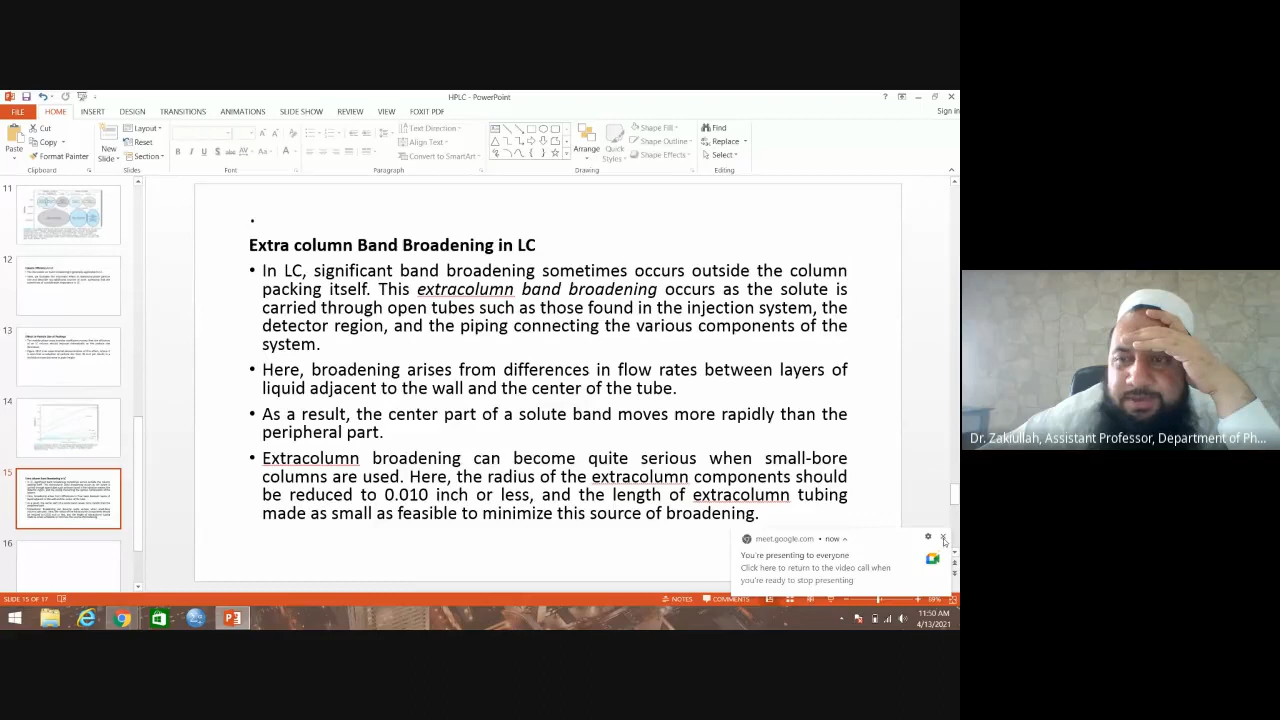 HPLC - PowerPoint
Sign in
FILE HOME INSERT DESIGN TRANSITIONS ANIMATIONS SLIDE SHOW REVIEW VIEW FOXIT PDF
Paste
Cut
Copy
Format Painter
Clipboard
New Slide
Layout
Reset
Section
Slides
Font
Text Direction
Align Text
Convert to SmartArt
Paragraph
Arrange
Quick Styles
Shape Fill
Shape Outline
Shape Effects
Drawing
Find
Replace
Select
Editing
11
12
13
14
15
16
Extra column Band Broadening in LC
• In LC, significant band broadening sometimes occurs outside the column
packing itself. This extracolumn band broadening occurs as the solute is
carried through open tubes such as those found in the injection system, the
detector region, and the piping connecting the various components of the
system.
• Here, broadening arises from differences in flow rates between layers of
liquid adjacent to the wall and the center of the tube.
• As a result, the center part of a solute band moves more rapidly than the
peripheral part.
• Extracolumn broadening can become quite serious when small-bore
columns are used. Here, the radius of the extracolumn components should
be reduced to 0.010 inch or less, and the length of extracolumn tubing
made as small as feasible to minimize this source of broadening.
meet.google.com • now
You're presenting to everyone
Click here to return to the video call when
you're ready to stop presenting
SLIDE 15 OF 17
NOTES COMMENTS 89%
11:50 AM
4/13/2021
Dr. Zakiullah, Assistant Professor, Department of Ph...